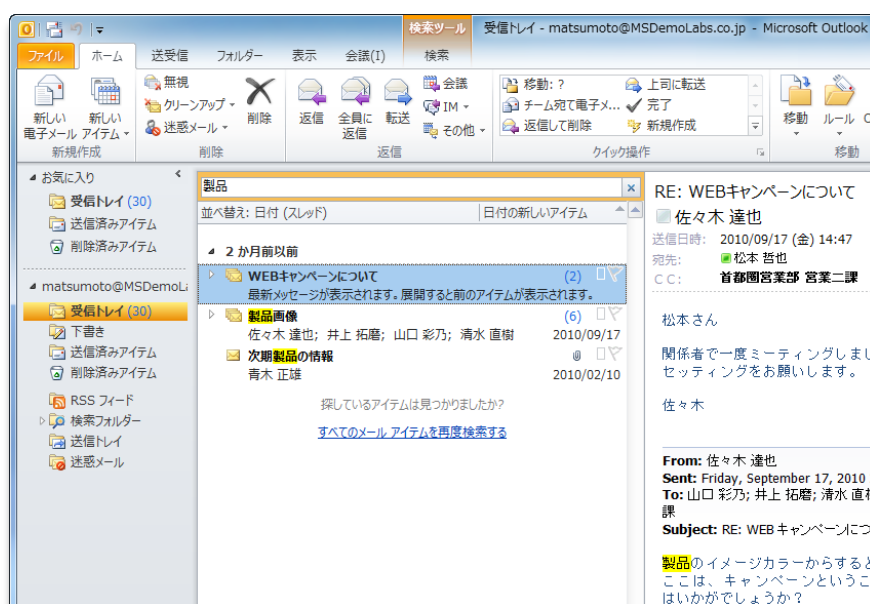 検索ツール 受信トレイ - matsumoto@MSDemoLabs.co.jp - Microsoft Outlook
ファイル ホーム 送受信 フォルダー 表示 会議(I) 検索
新しい 電子メール
新しい アイテム
無視
クリーンアップ
迷惑メール
削除
返信
全員に 返信
転送
会議
IM
その他
移動: ?
チーム宛て電子メ...
返信して削除
上司に転送
完了
新規作成
移動 ルール
新規作成 削除 返信 クイック操作 移動
お気に入り
受信トレイ (30)
送信済みアイテム
削除済みアイテム
matsumoto@MSDemoL
受信トレイ (30)
下書き
送信済みアイテム
削除済みアイテム
RSS フィード
検索フォルダー
送信トレイ
迷惑メール
製品
並べ替え: 日付 (スレッド) 日付の新しいアイテム
2 か月前以前
WEBキャンペーンについて (2)
最新メッセージが表示されます。展開すると前のアイテムが表示されます。
製品画像 (6)
佐々木 達也; 井上 拓磨; 山口 彩乃; 清水 直樹 2010/09/17
次期製品の情報
青木 正雄 2010/02/10
探しているアイテムは見つかりましたか?
すべてのメール アイテムを再度検索する
RE: WEBキャンペーンについて
佐々木 達也
送信日時: 2010/09/17 (金) 14:47
宛先: 松本 哲也
CC: 首都圏営業部 営業二課
松本さん
関係者で一度ミーティングしまし
セッティングをお願いします。
佐々木
From: 佐々木 達也
Sent: Friday, September 17, 2010
To: 山口 彩乃; 井上 拓磨; 清水 直
課
Subject: RE: WEBキャンペーンにつ
製品のイメージカラーからすると
ここは、キャンペーンというこ
はいかがでしょうか?